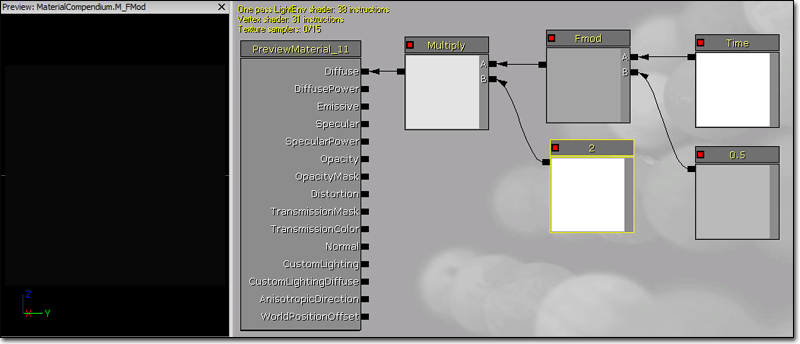 Preview: MaterialCompendium.M_FMod
One pass LightEnv shader: 38 instructions
Vertex shader: 31 instructions
Texture samplers: 0/15
PreviewMaterial_11
Diffuse
DiffusePower
Emissive
Specular
SpecularPower
Opacity
OpacityMask
Distortion
TransmissionMask
TransmissionColor
Normal
CustomLighting
CustomLightingDiffuse
AnisotropicDirection
WorldPositionOffset
Multiply
A
B
Fmod
A
B
Time
2
0.5
Z
X
Y